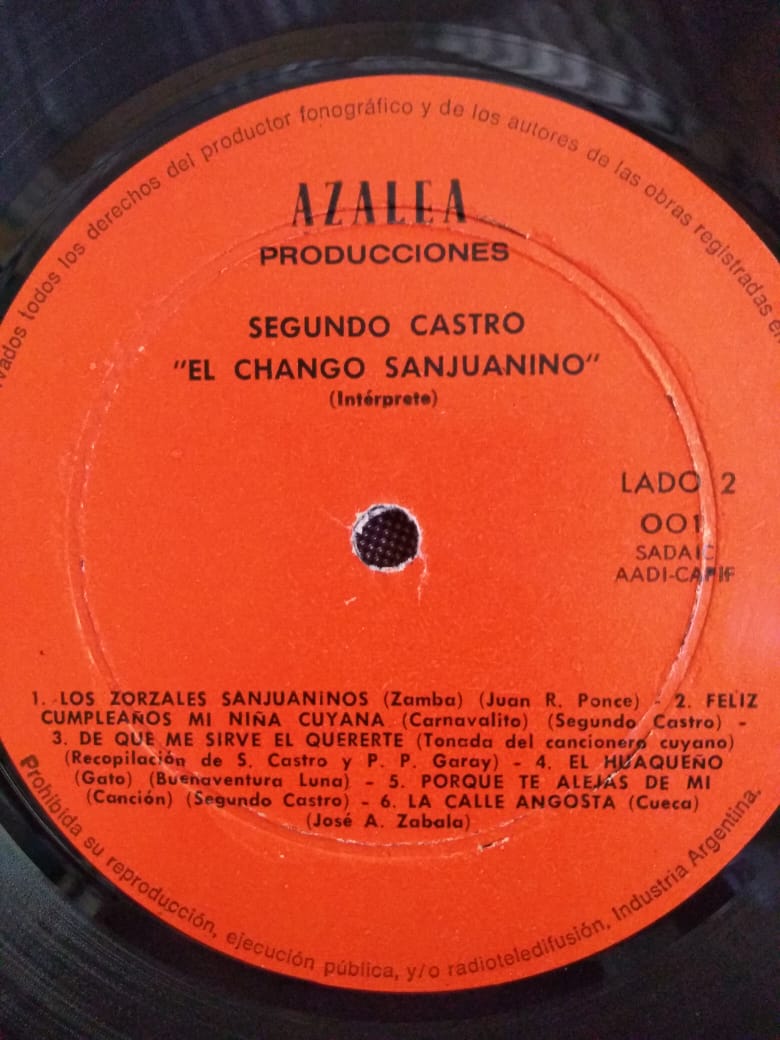 vados todos los derechos del productor fonográfico y de los autores de las obras registradas en
AZALEA
PRODUCCIONES
SEGUNDO CASTRO
"EL CHANGO SANJUANINO"
(Intérprete)
LADO 2
001
SADAIC
AADI-CAPIF
1. LOS ZORZALES SANJUANINOS (Zamba) (Juan R. Ponce) - 2. FELIZ
CUMPLEAÑOS MI NIÑA CUYANA (Carnavalito) (Segundo Castro) -
3. DE QUE ME SIRVE EL QUERERTE (Tonada del cancionero cuyano)
(Recopilación de S. Castro y P. P. Garay) - 4. EL HUAQUEÑO
(Gato) (Buenaventura Luna) - 5. PORQUE TE ALEJAS DE MI
(Canción) (Segundo Castro) - 6. LA CALLE ANGOSTA (Cueca)
(José A. Zabala)
Prohibida su reproducción, ejecución pública, y/o radioteledifusión, Industria Argentina.